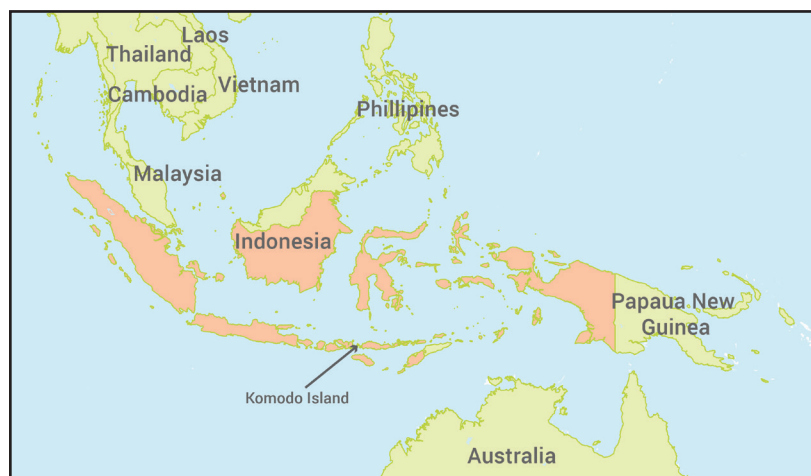 Laos
Thailand
Vietnam
Cambodia
Phillipines
Malaysia
Indonesia
Papaua New
Guinea
Komodo Island
Australia